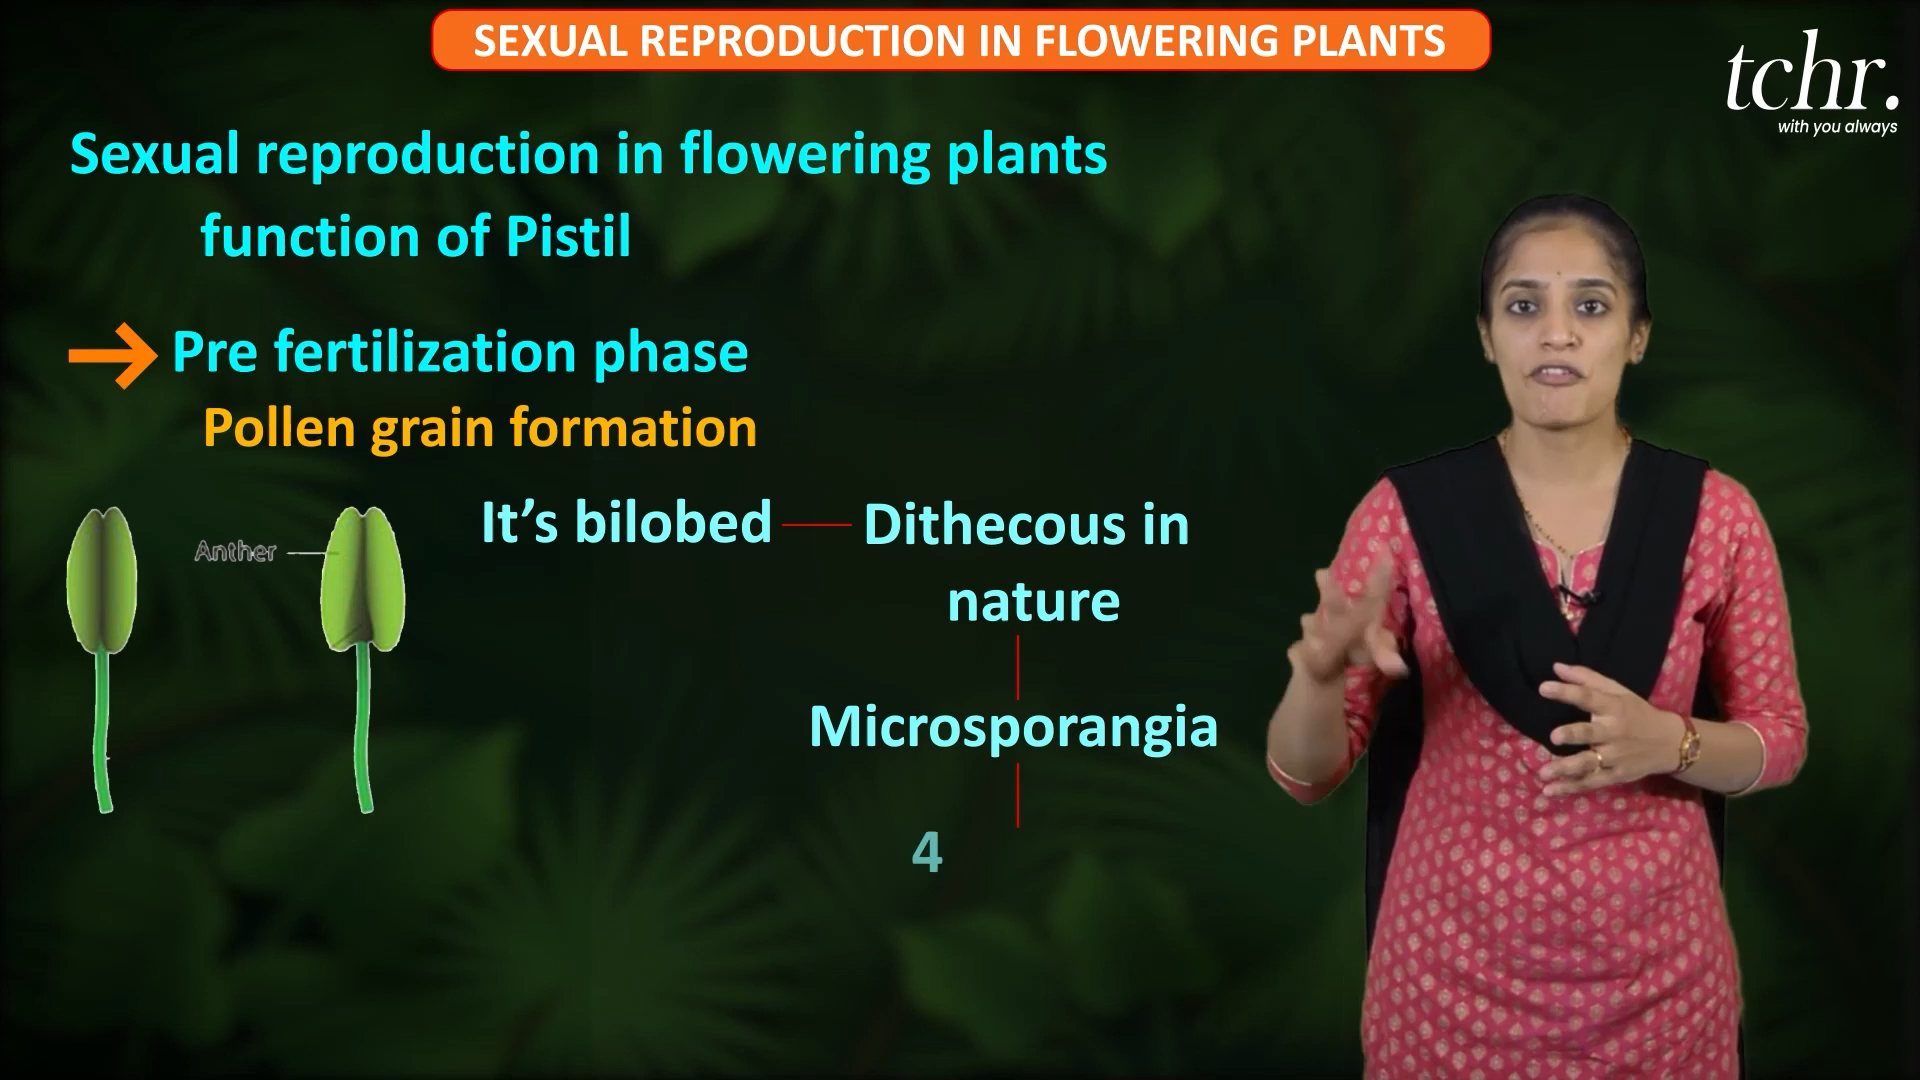 SEXUAL REPRODUCTION IN FLOWERING PLANTS
tchr.
with you always
Sexual reproduction in flowering plants
function of Pistil
Pre fertilization phase
Pollen grain formation
Anther
It’s bilobed
Dithecous in
nature
Microsporangia
4